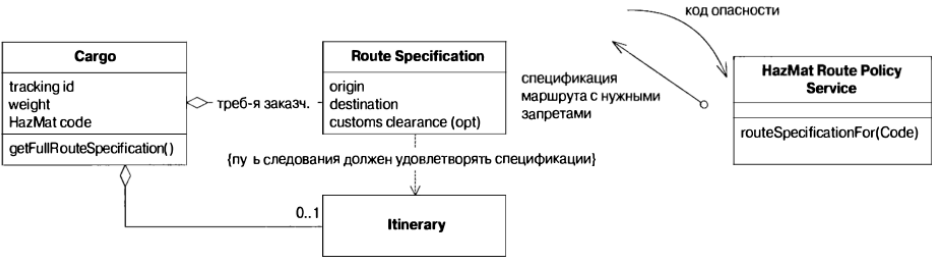 код опасности
Cargo
tracking id
weight
HazMat code
getFullRouteSpecification()
треб-я заказч.
Route Specification
origin
destination
customs clearance (opt)
спецификация
маршрута с нужными
запретами
HazMat Route Policy
Service
routeSpecificationFor(Code)
{пу ь следования должен удовлетворять спецификации}
0..1
Itinerary